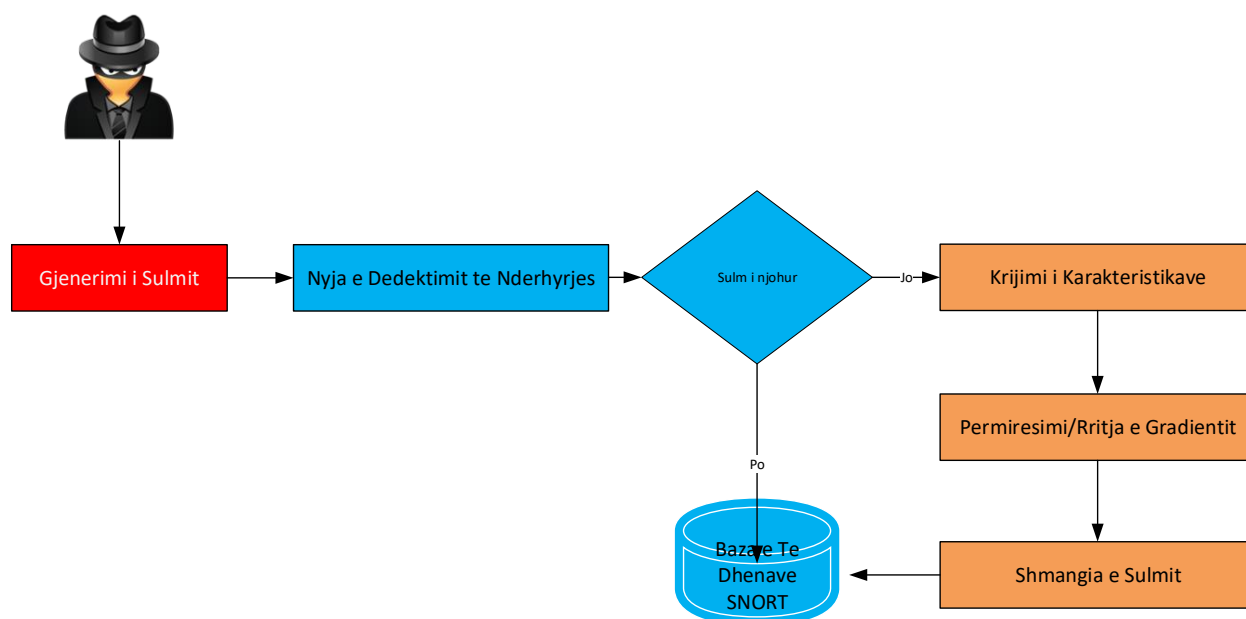 Gjenerimi i Sulmit
Nyja e Dedektimit te Nderhyrjes
Sulm i njohur
Jo
Krijimi i Karakteristikave
Permiresimi/Rritja e Gradientit
Po
Baza e Te
Dhenave
SNORT
Shmangia e Sulmit